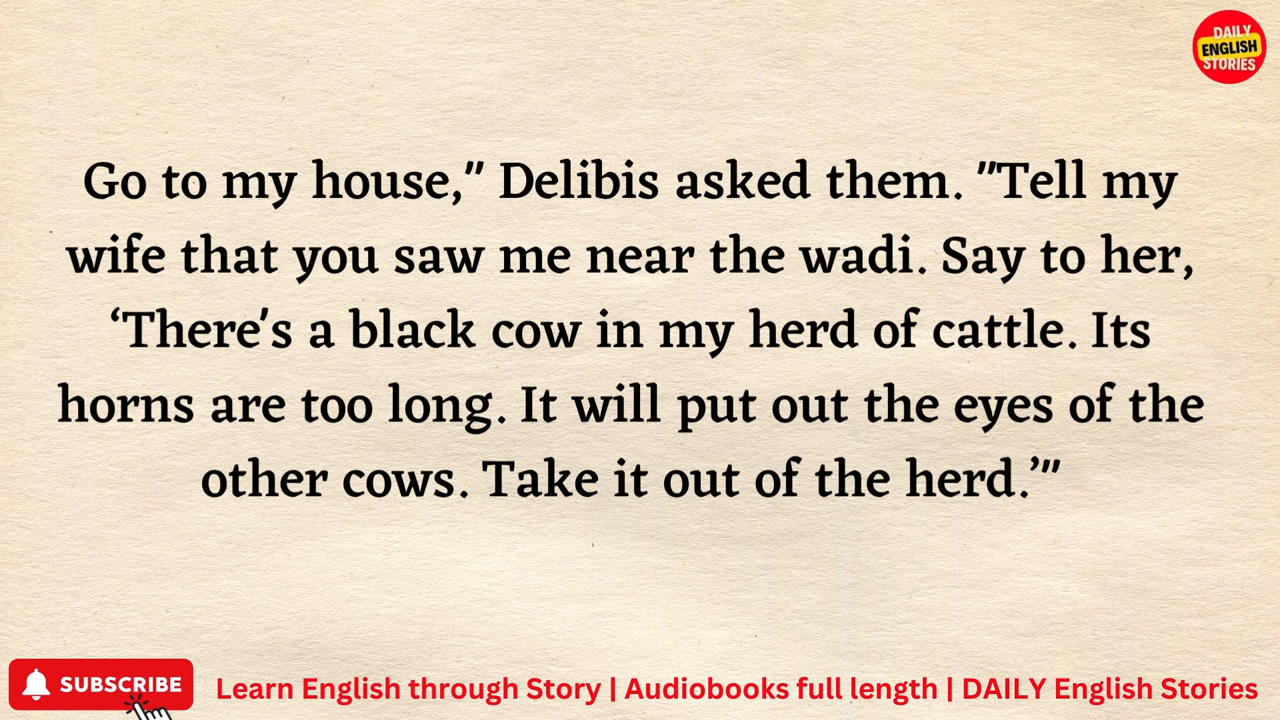 DAILY
ENGLISH
STORIES
Go to my house," Delibis asked them. "Tell my
wife that you saw me near the wadi. Say to her,
‘There's a black cow in my herd of cattle. Its
horns are too long. It will put out the eyes of the
other cows. Take it out of the herd.’"
SUBSCRIBE
Learn English through Story | Audiobooks full length | DAILY English Stories